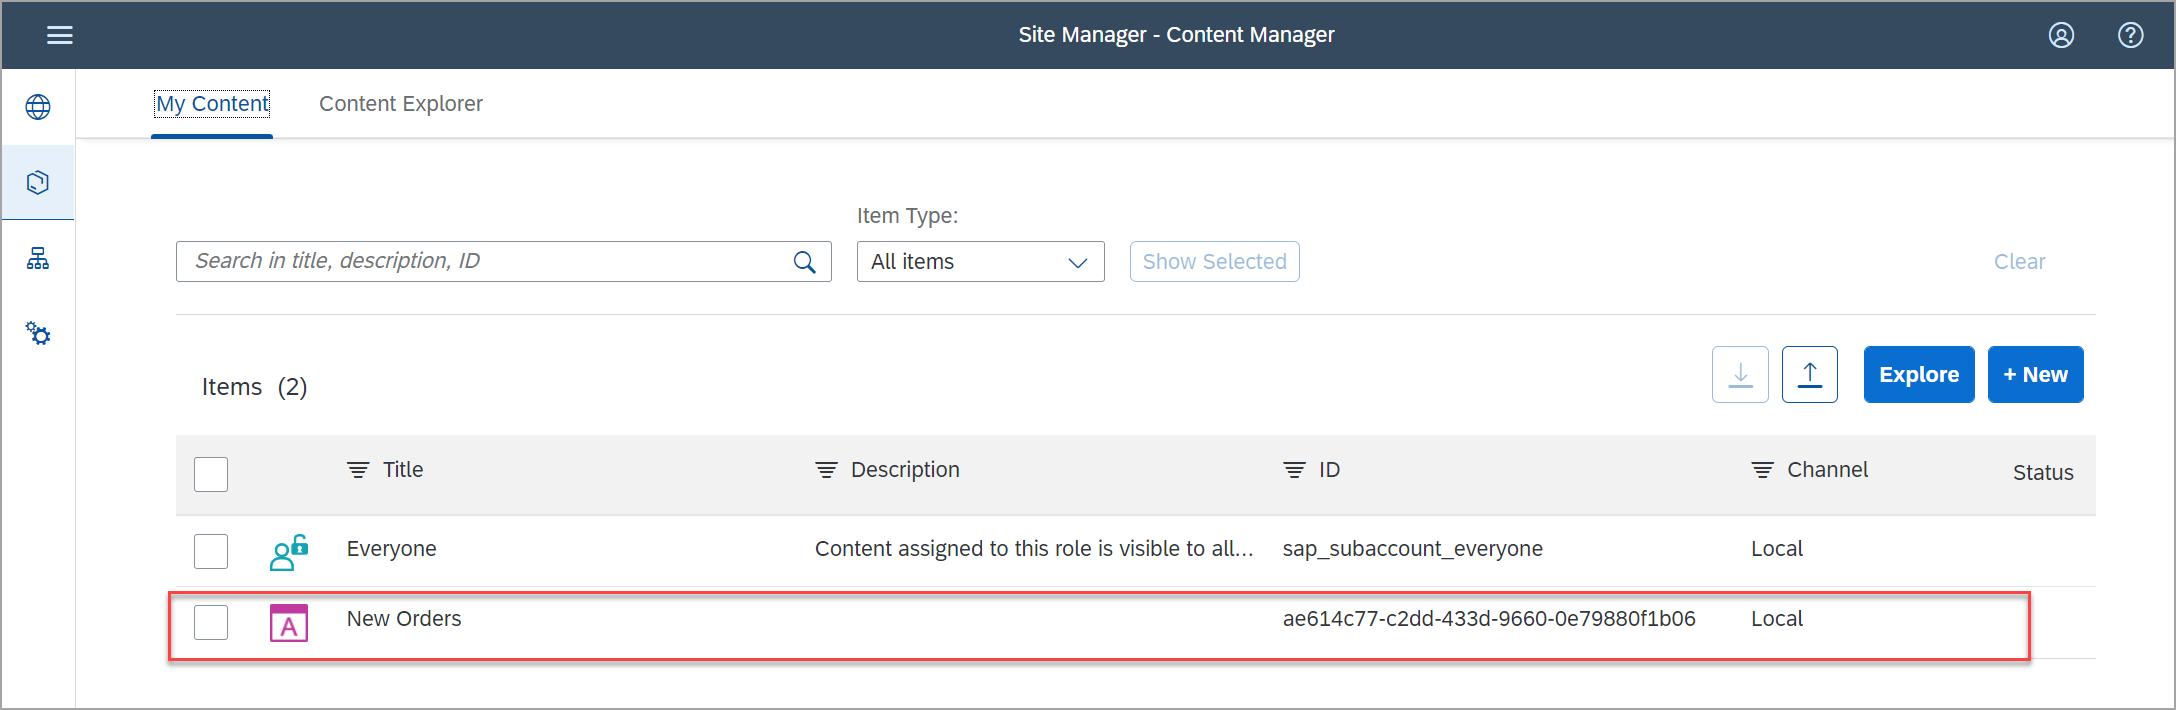 Site Manager - Content Manager
My Content Content Explorer
Item Type:
Search in title, description, ID All items Show Selected Clear
Items (2) Explore + New
Title Description ID Channel Status
Everyone Content assigned to this role is visible to all... sap_subaccount_everyone Local
A New Orders ae614c77-c2dd-433d-9660-0e79880f1b06 Local